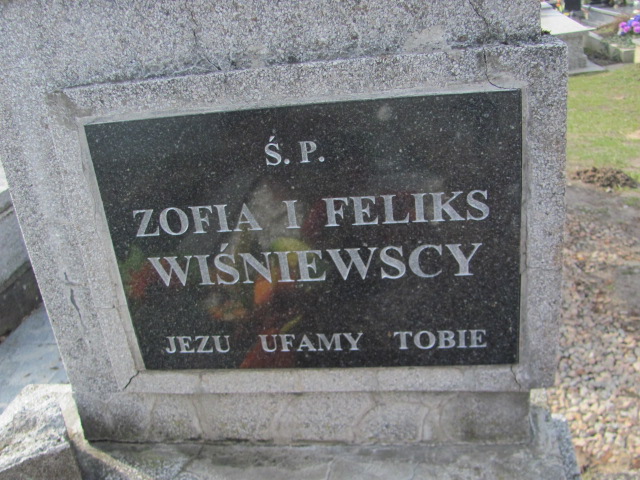 Ś. P.
ZOFIA I FELIKS
WIŚNIEWSCY
JEZU UFAMY TOBIE